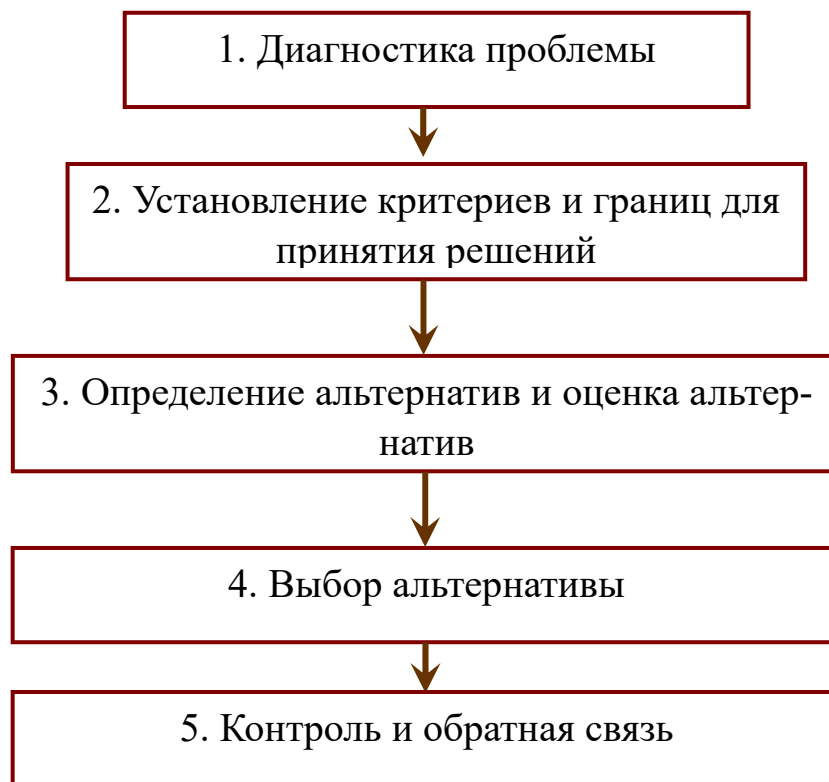 1. Диагностика проблемы
2. Установление критериев и границ для
принятия решений
3. Определение альтернатив и оценка альтер-
натив
4. Выбор альтернативы
5. Контроль и обратная связь